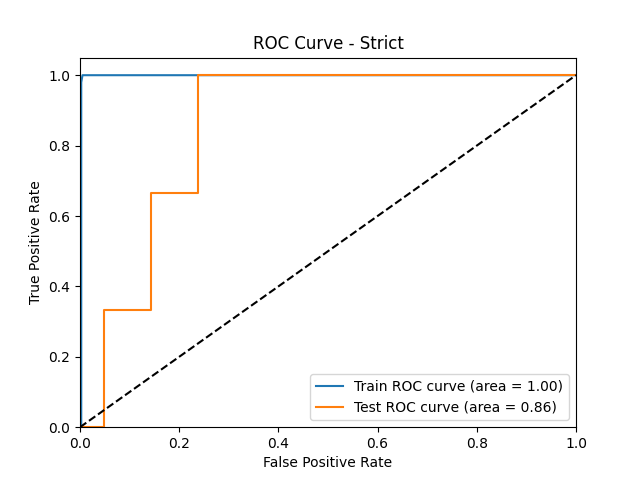 ROC Curve - Strict
True Positive Rate
1.0
0.8
0.6
0.4
0.2
0.0
0.0 0.2 0.4 0.6 0.8 1.0
False Positive Rate
Train ROC curve (area = 1.00)
Test ROC curve (area = 0.86)